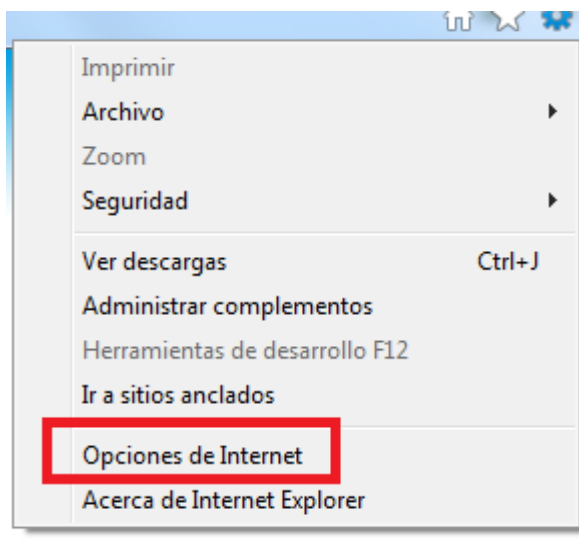 Imprimir
Archivo
Zoom
Seguridad
Ver descargas Ctrl+J
Administrar complementos
Herramientas de desarrollo F12
Ir a sitios anclados
Opciones de Internet
Acerca de Internet Explorer